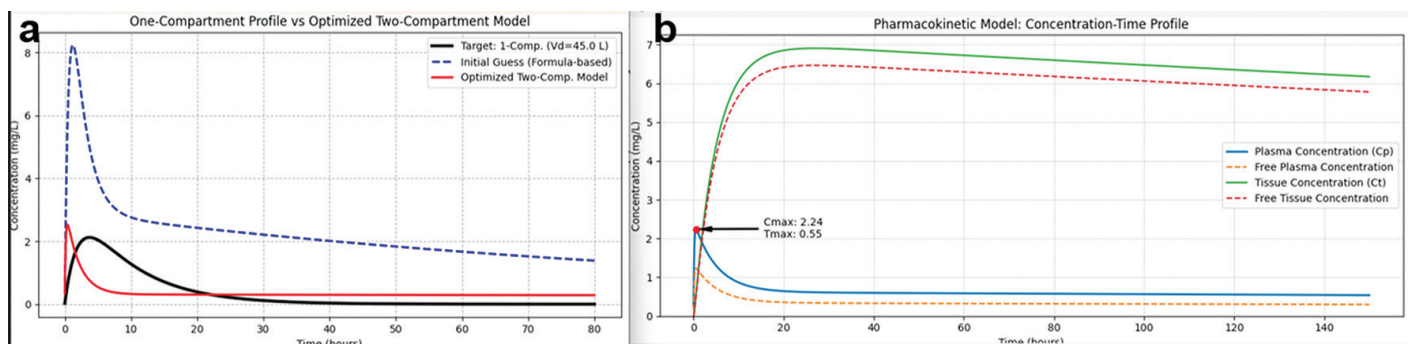 a
One-Compartment Profile vs Optimized Two-Compartment Model
Concentration (mg/L)
8
6
4
2
0
Target: 1-Comp. (Vd=45.0 L)
Initial Guess (Formula-based)
Optimized Two-Comp. Model
0 10 20 30 40 50 60 70 80
Time (hours)
b
Pharmacokinetic Model: Concentration-Time Profile
Concentration (mg/L)
7
6
5
4
3
2
1
0
Plasma Concentration (Cp)
Free Plasma Concentration
Tissue Concentration (Ct)
Free Tissue Concentration
Cmax: 2.24
Tmax: 0.55
0 20 40 60 80 100 120 140
Time (hours)